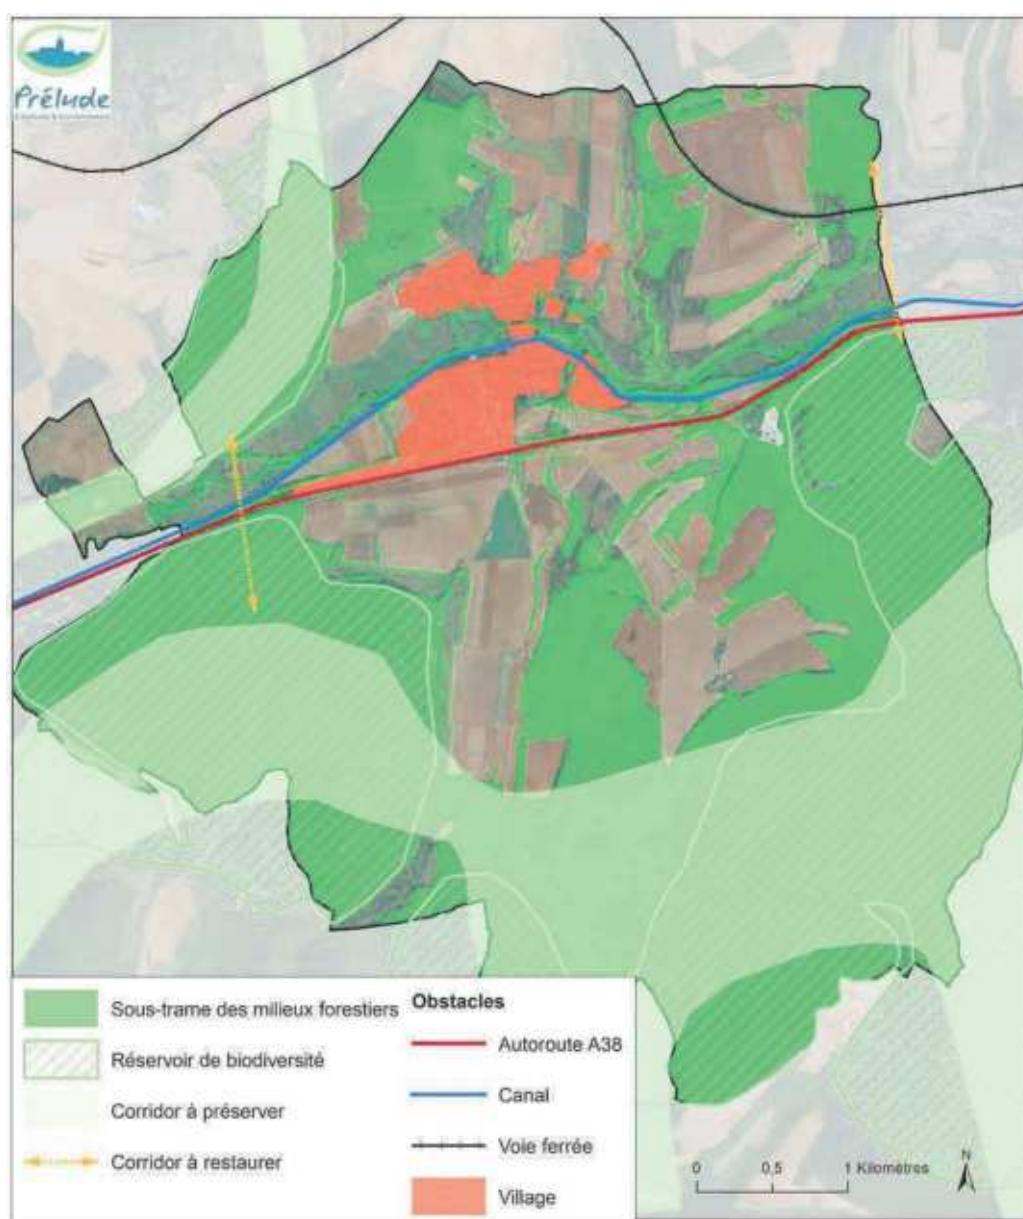 Prélude
Sous-trame des milieux forestiers
Réservoir de biodiversité
Corridor à préserver
Corridor à restaurer
Obstacles
Autoroute A38
Canal
Voie ferrée
Village
0 0,5 1 Kilomètres
N